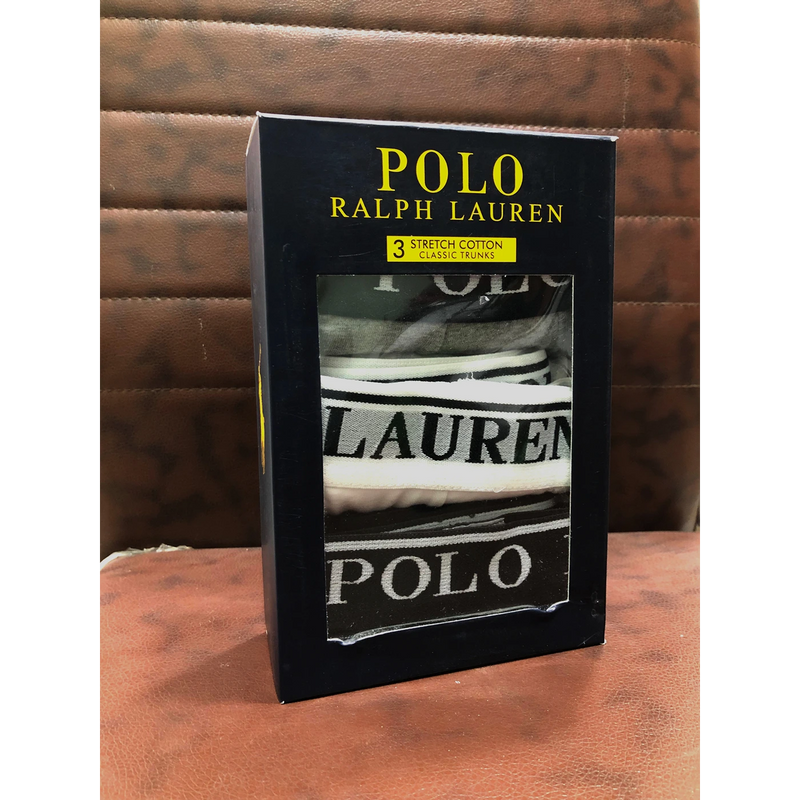 POLO
RALPH LAUREN
3 STRETCH COTTON
CLASSIC TRUNKS
POLO
LAUREN
POLO